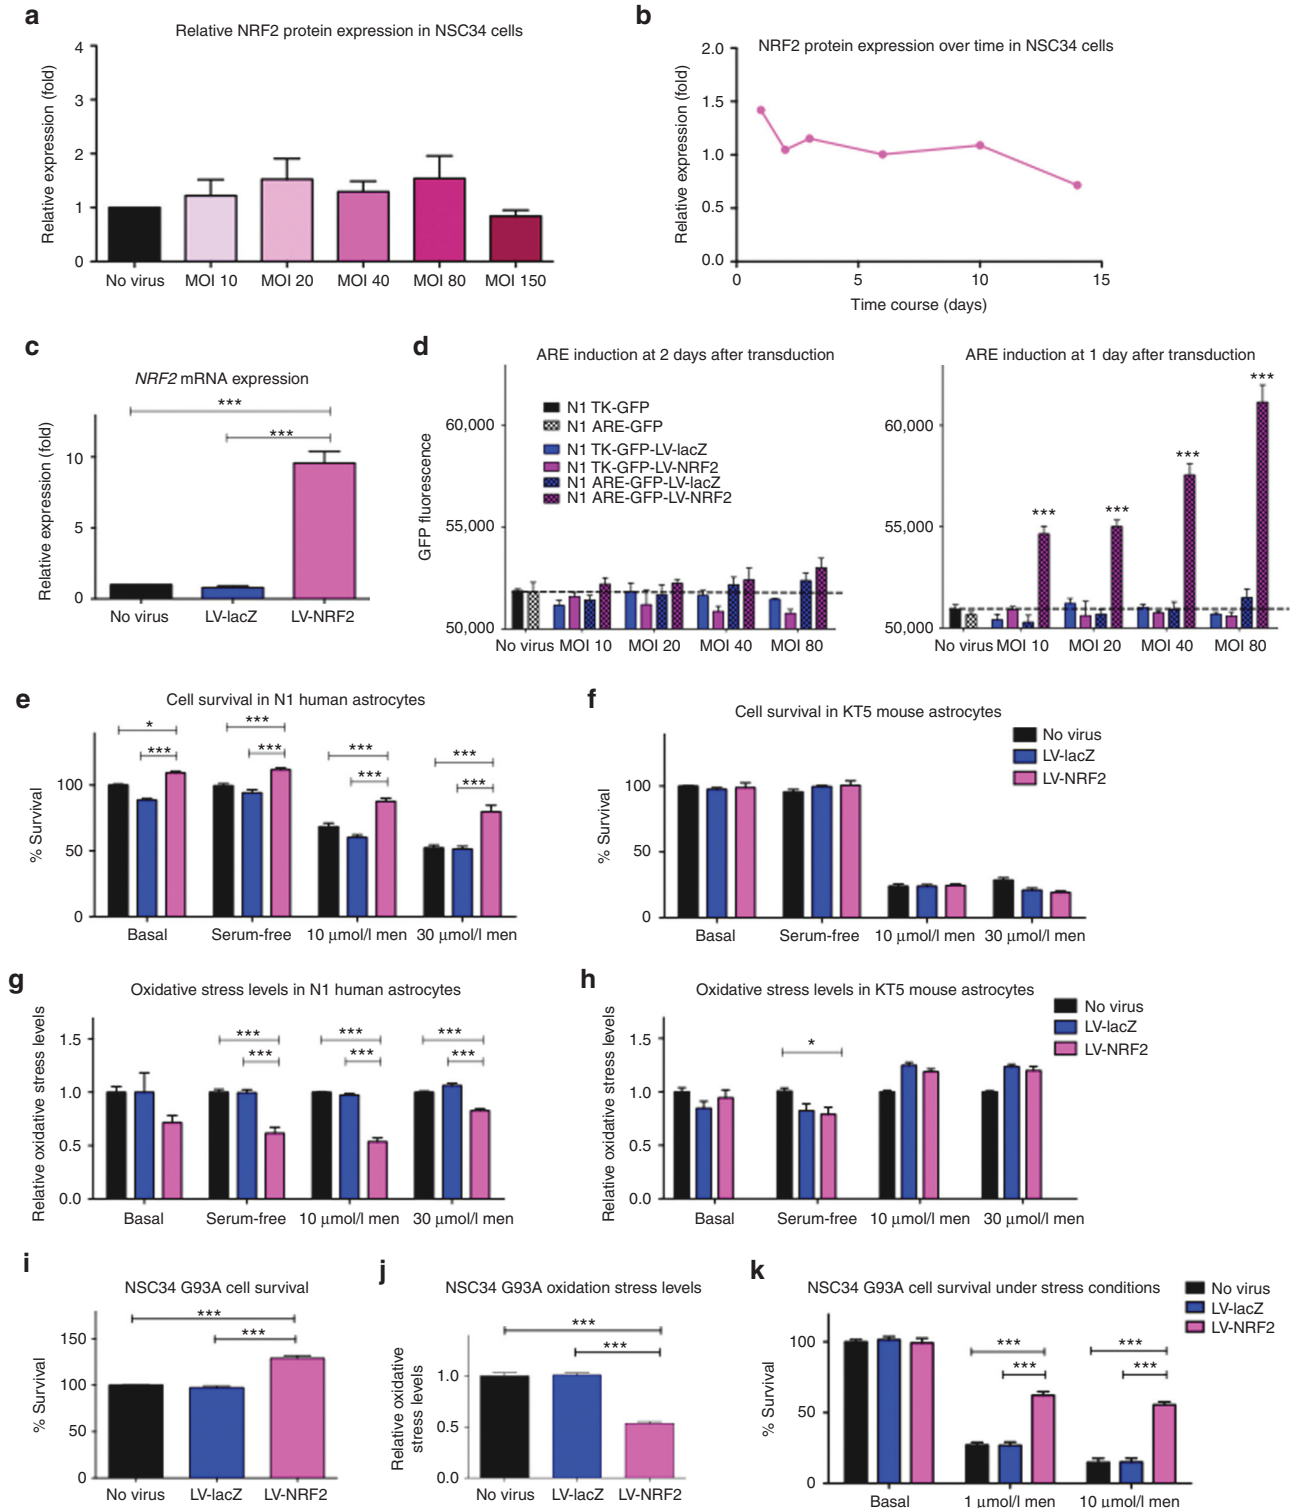 a
Relative NRF2 protein expression in NSC34 cells
Relative expression (fold)
4
3
2
1
0
No virus MOI 10 MOI 20 MOI 40 MOI 80 MOI 150
b
NRF2 protein expression over time in NSC34 cells
Relative expression (fold)
2.0
1.5
1.0
0.5
0.0
0 5 10 15
Time course (days)
c
NRF2 mRNA expression
***
***
Relative expression (fold)
10
5
0
No virus LV-lacZ LV-NRF2
d
ARE induction at 2 days after transduction
GFP fluorescence
60,000
55,000
50,000
N1 TK-GFP
N1 ARE-GFP
N1 TK-GFP-LV-lacZ
N1 TK-GFP-LV-NRF2
N1 ARE-GFP-LV-lacZ
N1 ARE-GFP-LV-NRF2
No virus MOI 10 MOI 20 MOI 40 MOI 80
ARE induction at 1 day after transduction
60,000
55,000
50,000
*** *** *** ***
No virus MOI 10 MOI 20 MOI 40 MOI 80
e
Cell survival in N1 human astrocytes
* *** *** ***
*** *** *** ***
% Survival
100
50
0
Basal Serum-free 10 μmol/l men 30 μmol/l men
f
Cell survival in KT5 mouse astrocytes
No virus
LV-lacZ
LV-NRF2
% Survival
100
50
0
Basal Serum-free 10 μmol/l men 30 μmol/l men
g
Oxidative stress levels in N1 human astrocytes
Relative oxidative stress levels
1.5
1.0
0.5
0.0
*** *** ***
*** *** ***
Basal Serum-free 10 μmol/l men 30 μmol/l men
h
Oxidative stress levels in KT5 mouse astrocytes
No virus
LV-lacZ
LV-NRF2
Relative oxidative stress levels
1.5
1.0
0.5
0.0
*
Basal Serum-free 10 μmol/l men 30 μmol/l men
i
NSC34 G93A cell survival
***
***
% Survival
150
100
50
0
No virus LV-lacZ LV-NRF2
j
NSC34 G93A oxidation stress levels
***
***
Relative oxidative
stress levels
1.0
0.5
0.0
No virus LV-lacZ LV-NRF2
k
NSC34 G93A cell survival under stress conditions
No virus
LV-lacZ
LV-NRF2
*** ***
*** ***
% Survival
100
50
0
Basal 1 μmol/l men 10 μmol/l men